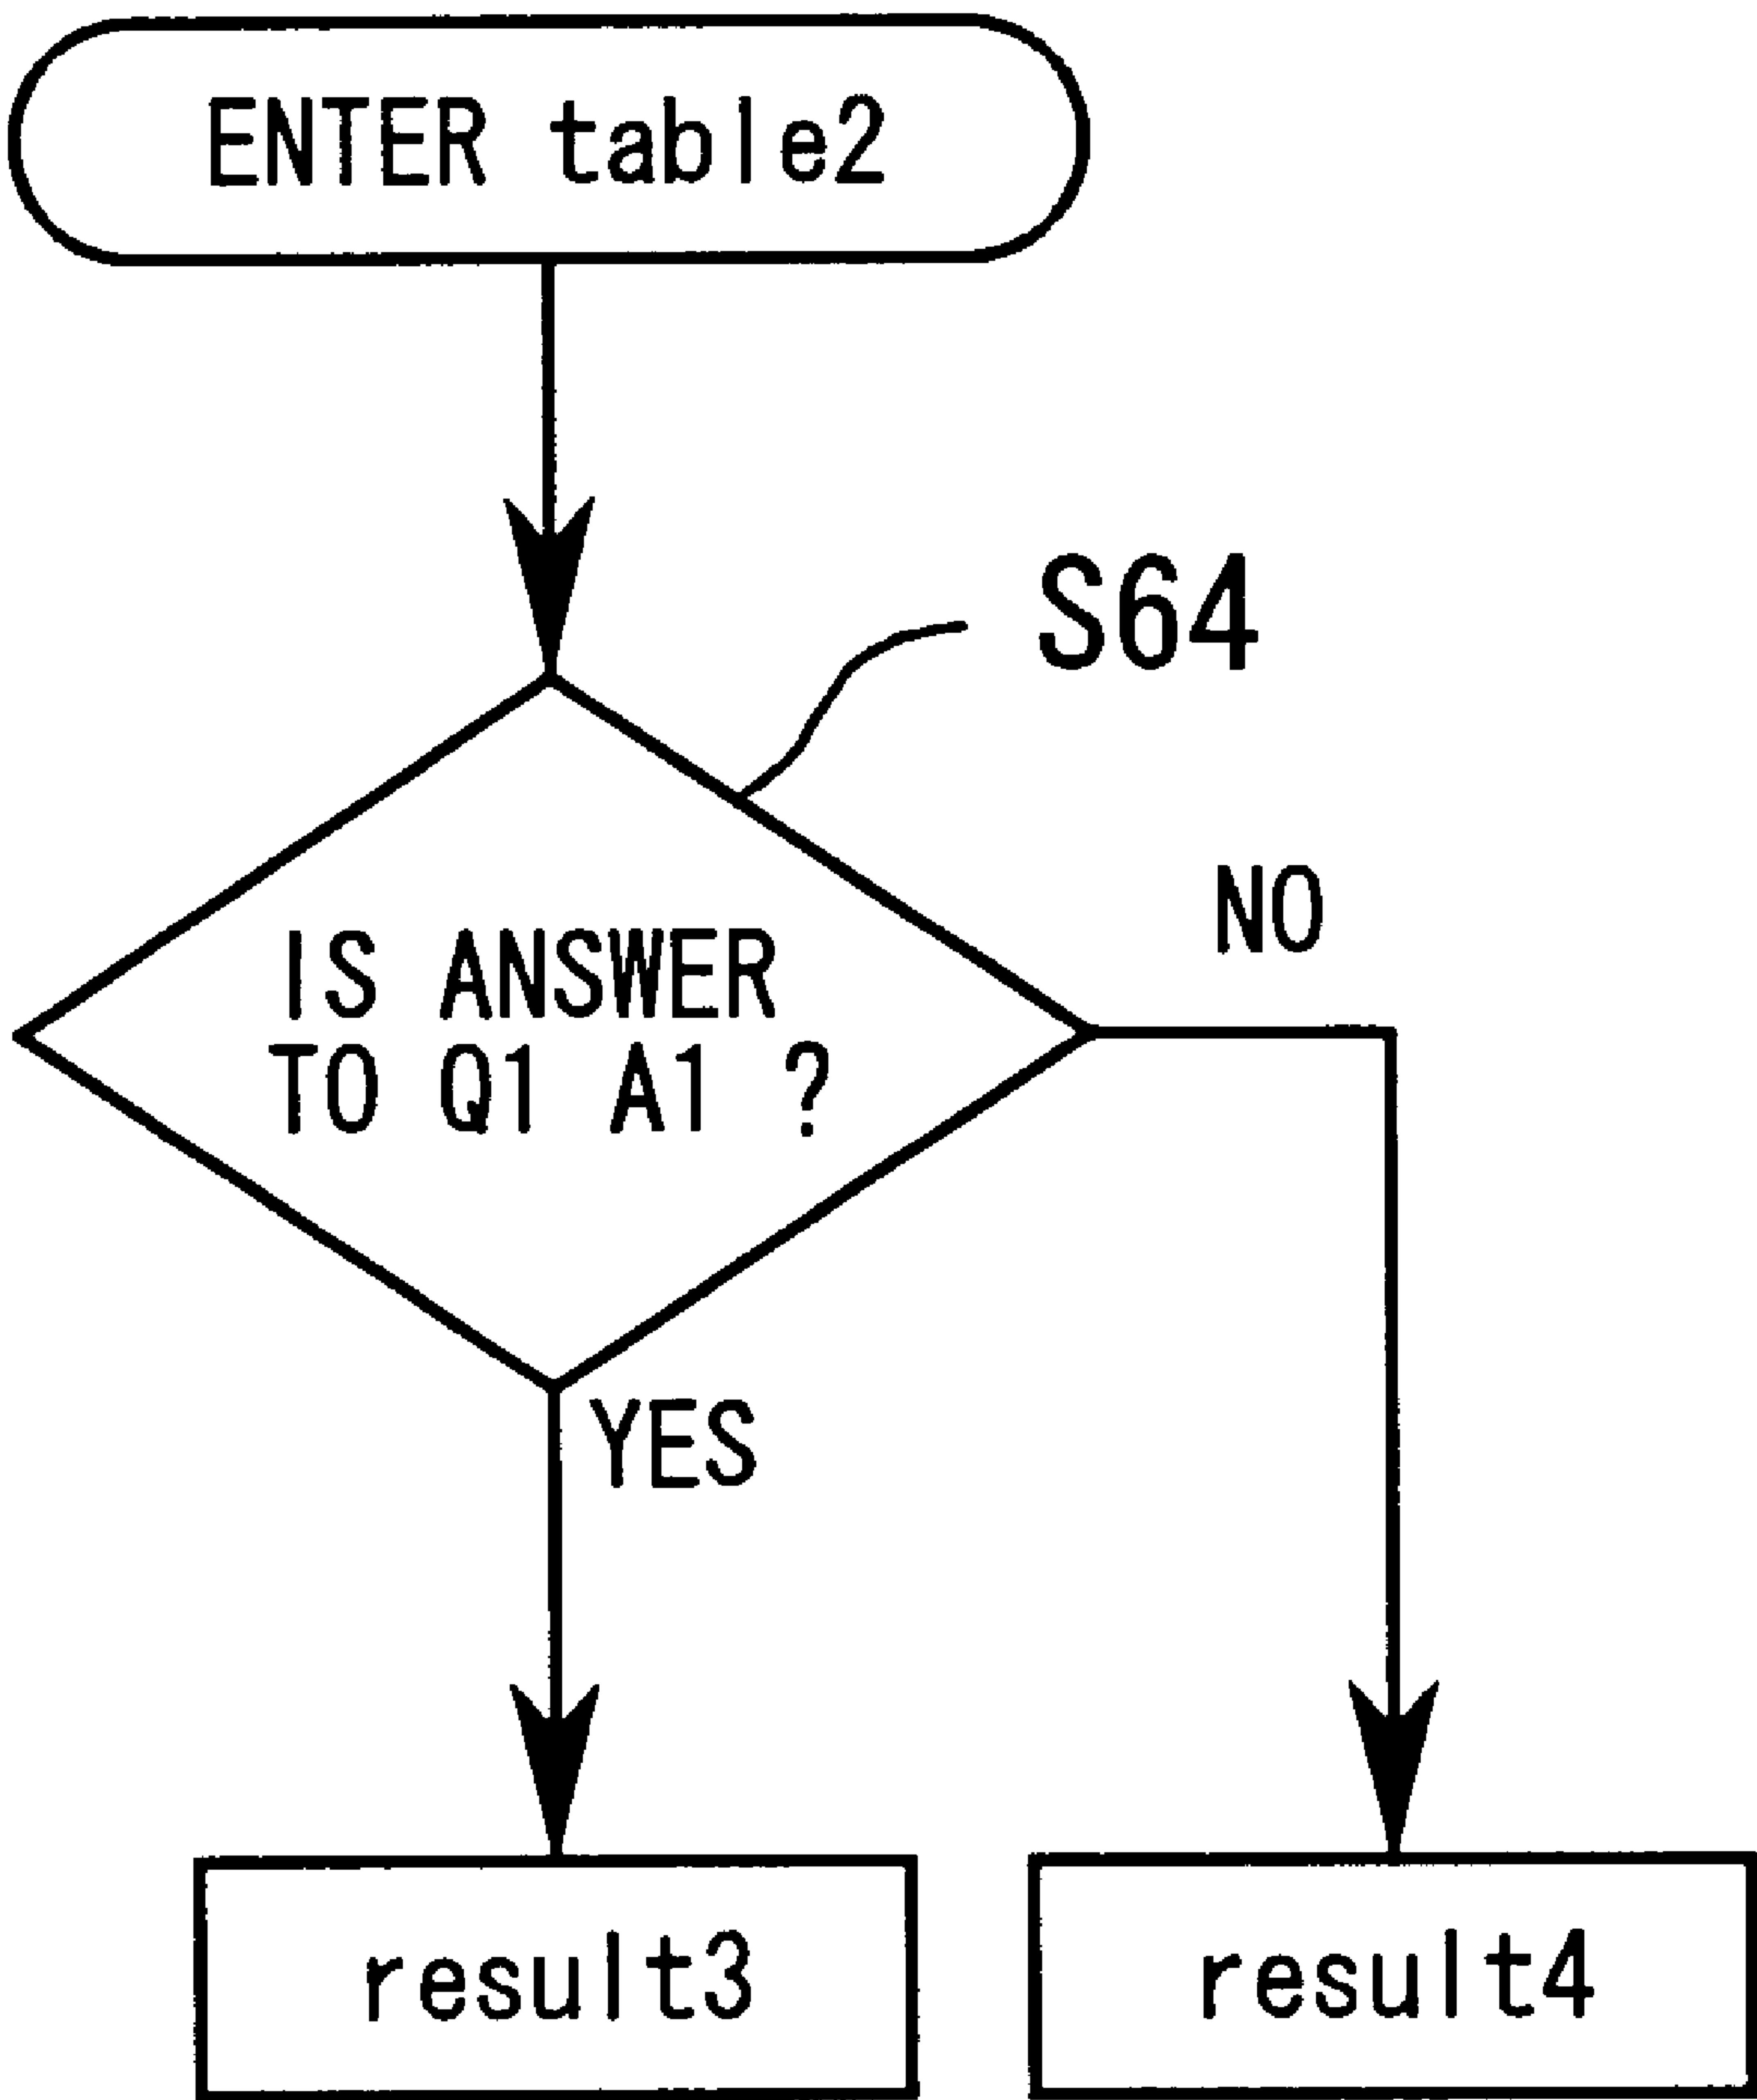 ENTER table2
S64
NO
IS ANSWER
TO Q1 A1 ?
YES
result3
result4